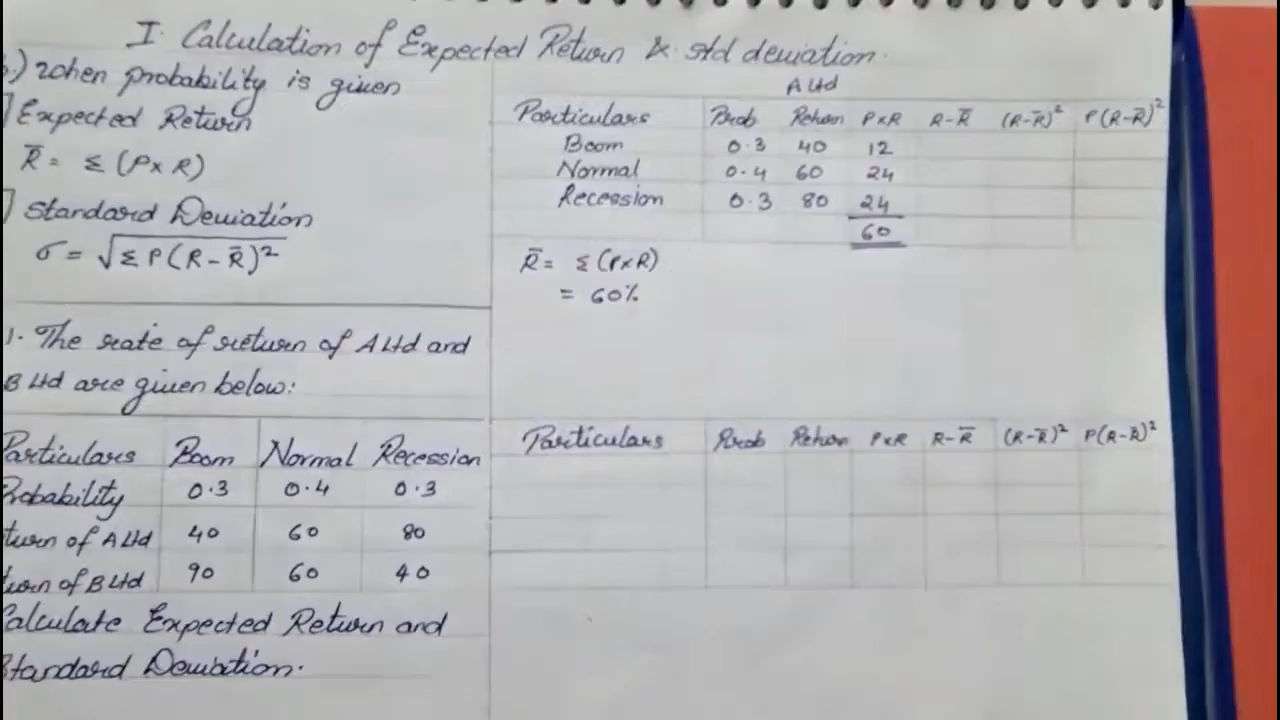 I. Calculation of Expected Return & std deviation.
) when probability is given
] Expected Return
R̄ = Σ (P×R)
] Standard Deviation
σ = √Σ P(R-R̄)²
1. The rate of return of A Ltd and
B Ltd are given below:
Particulars Boom Normal Recession
Probability 0.3 0.4 0.3
turn of A Ltd 40 60 80
turn of B Ltd 90 60 40
Calculate Expected Return and
Standard Deviation.
A Ltd
Particulars Prob Return P×R R-R̄ (R-R̄)² P(R-R̄)²
Boom 0.3 40 12
Normal 0.4 60 24
Recession 0.3 80 24
60
R̄ = Σ (P×R)
= 60%
Particulars Prob Return P×R R-R̄ (R-R̄)² P(R-R̄)²